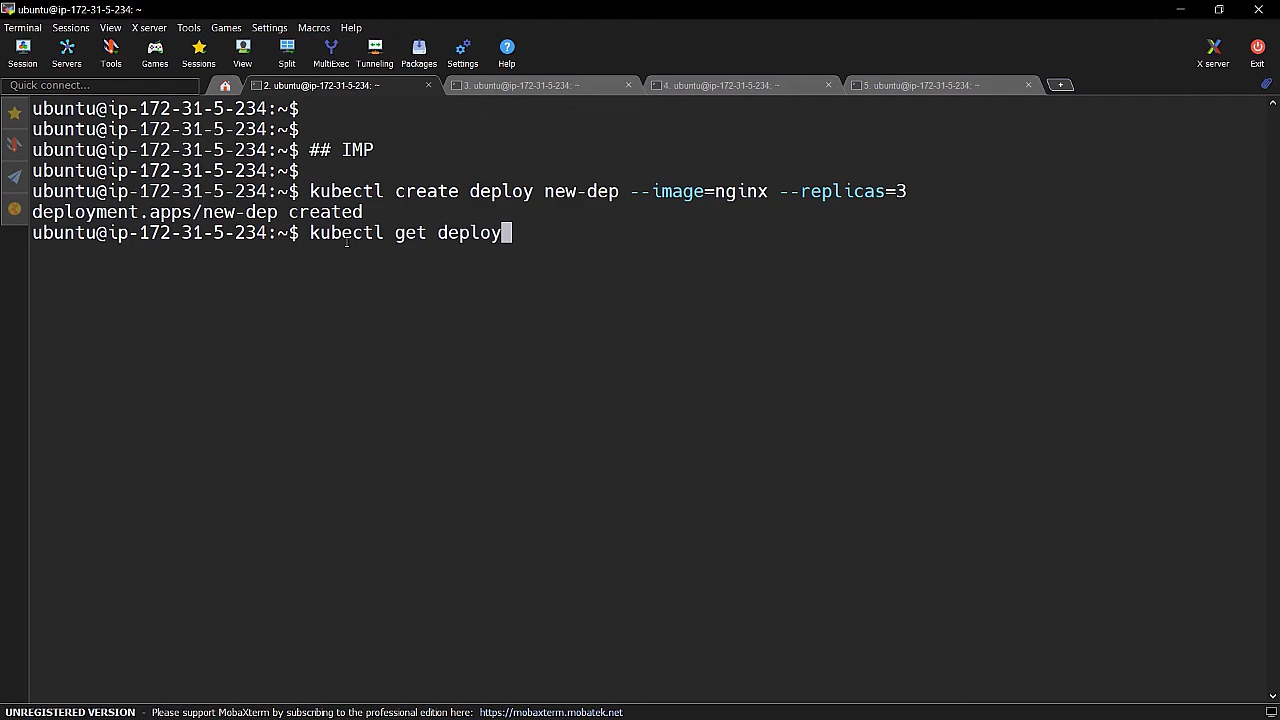 ubuntu@ip-172-31-5-234: ~
Terminal Sessions View X server Tools Games Settings Macros Help
Session Servers Tools Games Sessions View Split MultiExec Tunneling Packages Settings Help X server Exit
Quick connect... 2. ubuntu@ip-172-31-5-234: ~ 3. ubuntu@ip-172-31-5-234: ~ 4. ubuntu@ip-172-31-5-234: ~ 5. ubuntu@ip-172-31-5-234: ~
ubuntu@ip-172-31-5-234:~$
ubuntu@ip-172-31-5-234:~$
ubuntu@ip-172-31-5-234:~$ ## IMP
ubuntu@ip-172-31-5-234:~$
ubuntu@ip-172-31-5-234:~$ kubectl create deploy new-dep --image=nginx --replicas=3
deployment.apps/new-dep created
ubuntu@ip-172-31-5-234:~$ kubectl get deploy
UNREGISTERED VERSION - Please support MobaXterm by subscribing to the professional edition here: https://mobaxterm.mobatek.net